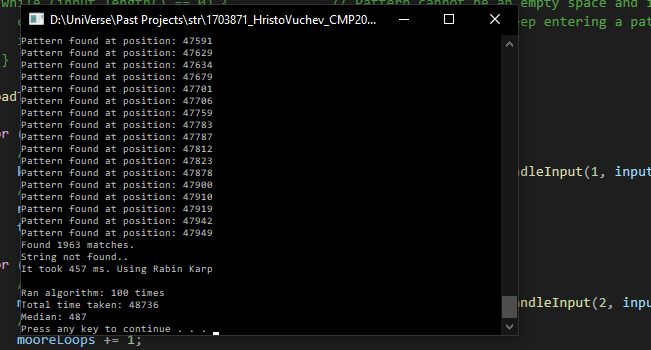 while (input.length() == 0) { // Pattern cannot be an empty space and i
D:\UniVerse\Past Projects\str\1703871_HristoVuchev_CMP20...
eep entering a pat
}
Pattern found at position: 47591
Pattern found at position: 47629
Pattern found at position: 47634
Pattern found at position: 47679
Pattern found at position: 47701
Pattern found at position: 47706
Pattern found at position: 47759
Pattern found at position: 47783
Pattern found at position: 47787
Pattern found at position: 47812
Pattern found at position: 47823
Pattern found at position: 47878
Pattern found at position: 47900
Pattern found at position: 47910
Pattern found at position: 47919
Pattern found at position: 47942
Pattern found at position: 47949
Found 1963 matches.
String not found..
It took 457 ms. Using Rabin Karp
Ran algorithm: 100 times
Total time taken: 48736
Median: 487
Press any key to continue . . .
oad
or (
ndleInput(1, input
or (
ndleInput(2, inpu
mooreLoops += 1;